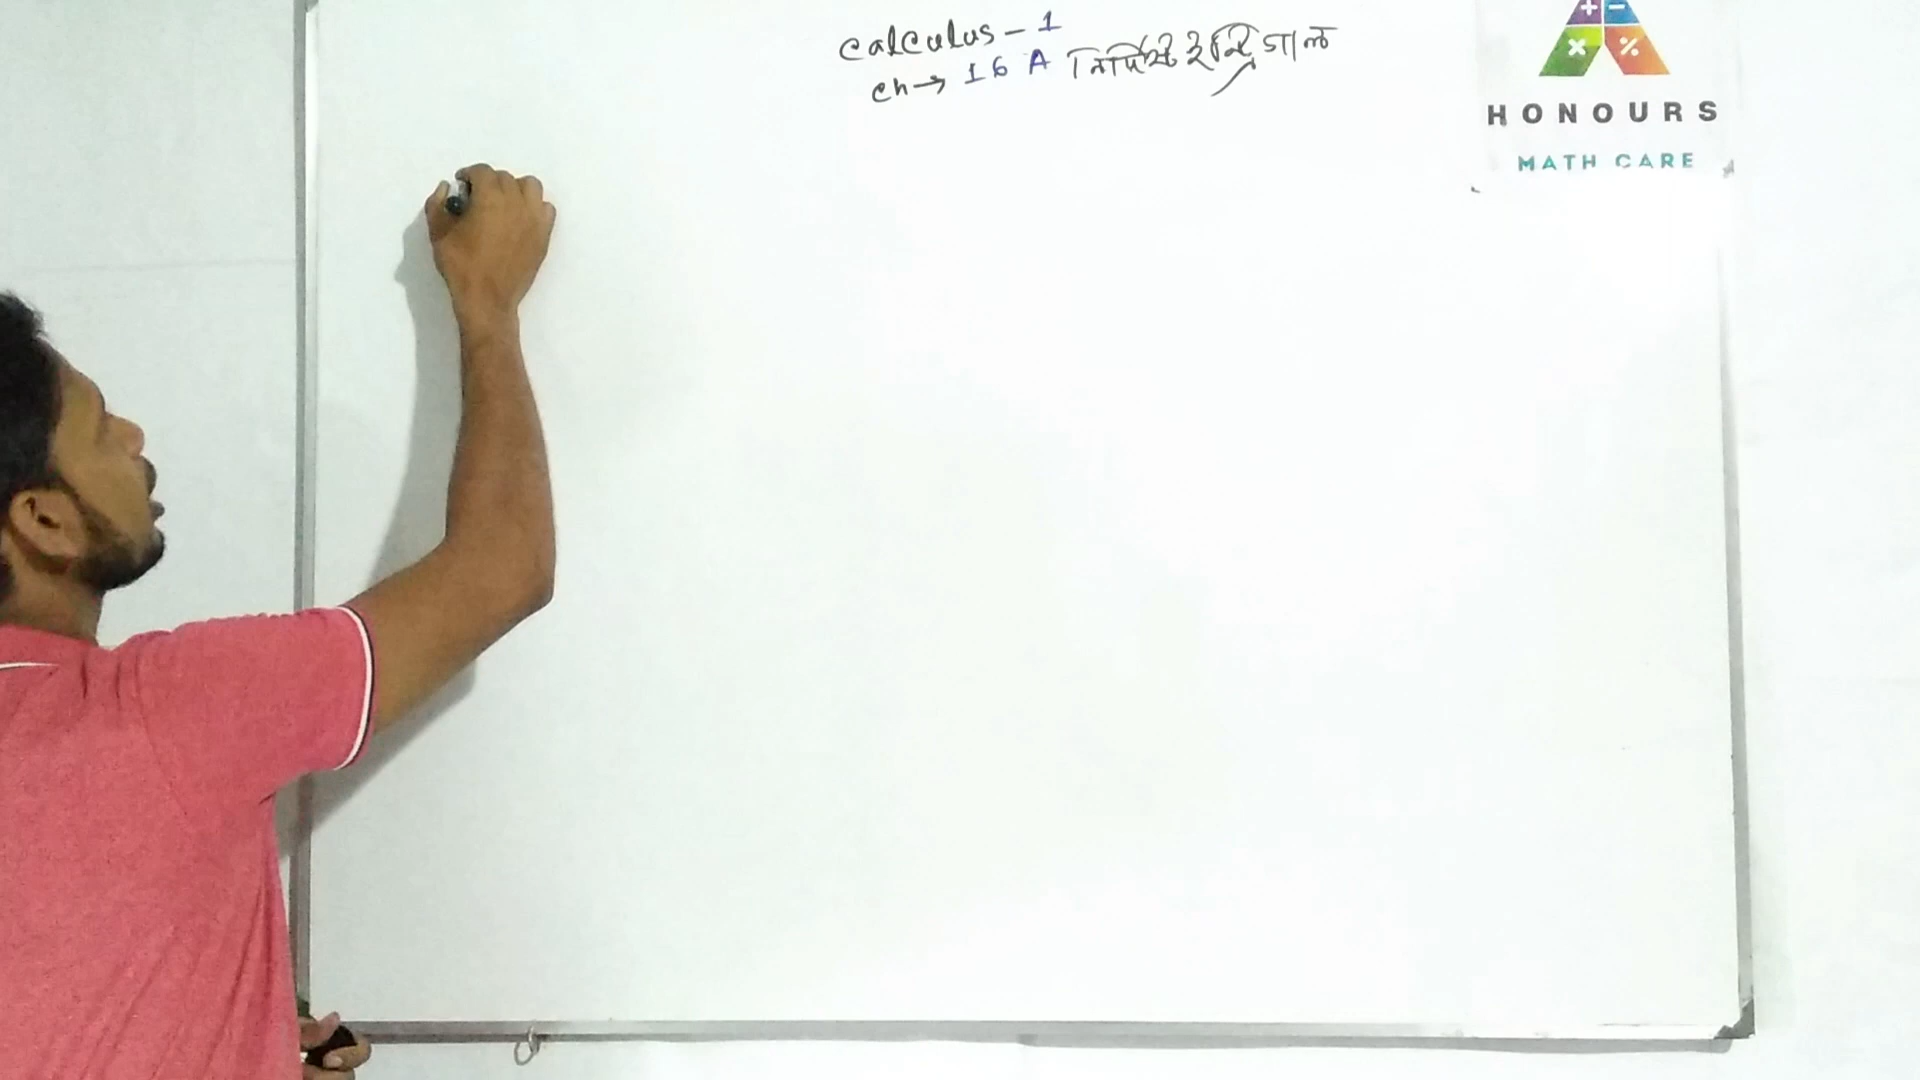 calculus - 1
ch → 16 A নির্দিষ্ট ইন্টিগ্রাল
+ −
× %
HONOURS
MATH CARE